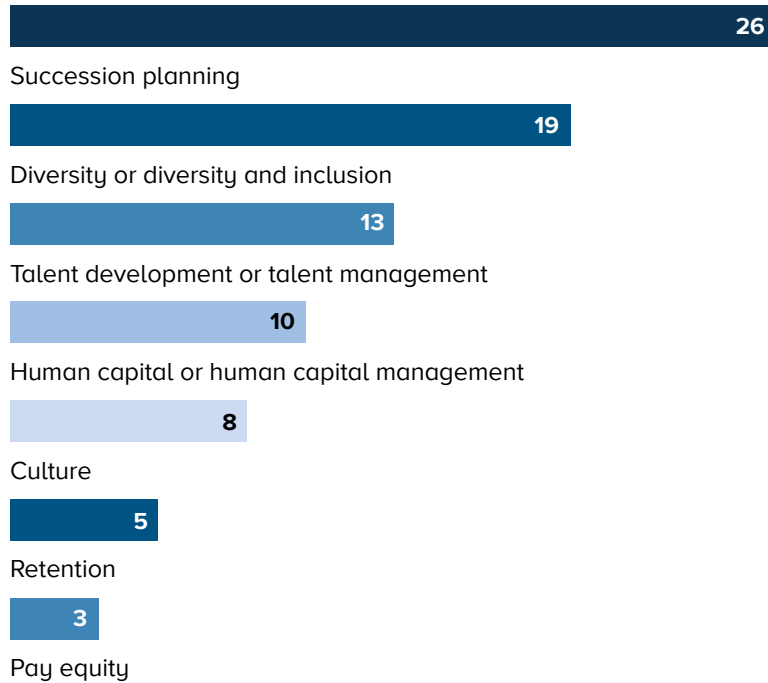 26
Succession planning
19
Diversity or diversity and inclusion
13
Talent development or talent management
10
Human capital or human capital management
8
Culture
5
Retention
3
Pay equity